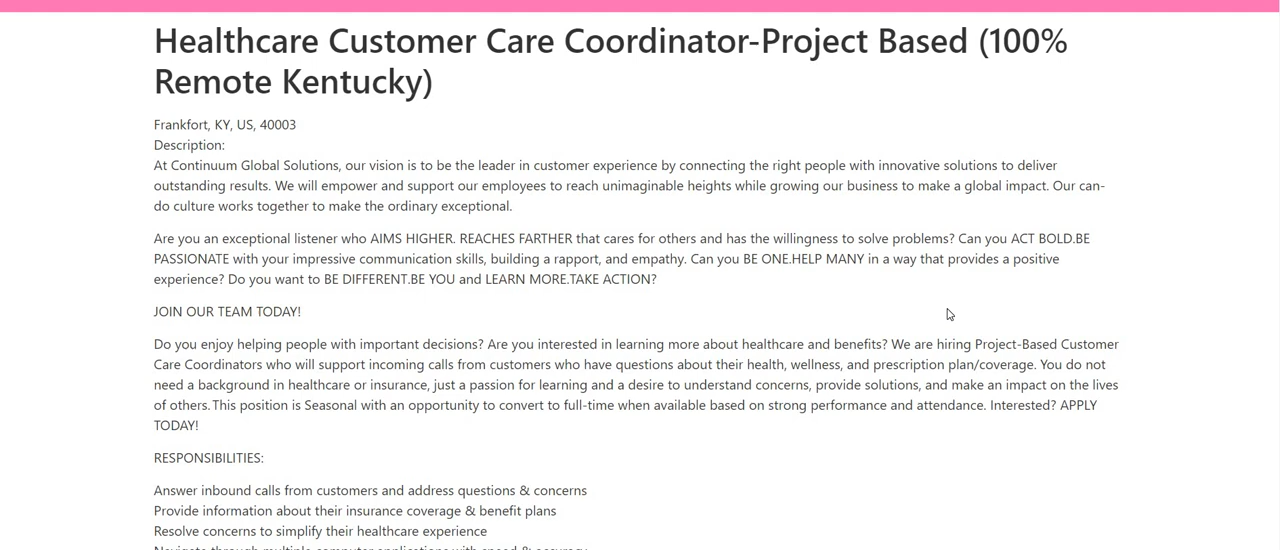 Healthcare Customer Care Coordinator-Project Based (100%
Remote Kentucky)
Frankfort, KY, US, 40003
Description:
At Continuum Global Solutions, our vision is to be the leader in customer experience by connecting the right people with innovative solutions to deliver
outstanding results. We will empower and support our employees to reach unimaginable heights while growing our business to make a global impact. Our can-
do culture works together to make the ordinary exceptional.
Are you an exceptional listener who AIMS HIGHER. REACHES FARTHER that cares for others and has the willingness to solve problems? Can you ACT BOLD.BE
PASSIONATE with your impressive communication skills, building a rapport, and empathy. Can you BE ONE.HELP MANY in a way that provides a positive
experience? Do you want to BE DIFFERENT.BE YOU and LEARN MORE.TAKE ACTION?
JOIN OUR TEAM TODAY!
Do you enjoy helping people with important decisions? Are you interested in learning more about healthcare and benefits? We are hiring Project-Based Customer
Care Coordinators who will support incoming calls from customers who have questions about their health, wellness, and prescription plan/coverage. You do not
need a background in healthcare or insurance, just a passion for learning and a desire to understand concerns, provide solutions, and make an impact on the lives
of others. This position is Seasonal with an opportunity to convert to full-time when available based on strong performance and attendance. Interested? APPLY
TODAY!
RESPONSIBILITIES:
Answer inbound calls from customers and address questions & concerns
Provide information about their insurance coverage & benefit plans
Resolve concerns to simplify their healthcare experience
Navigate through multiple computer applications with speed & accuracy